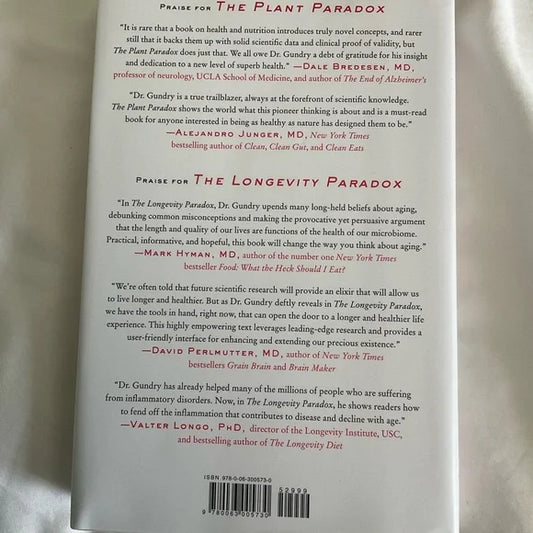 PRAISE FOR THE PLANT PARADOX
"It is rare that a book on health and nutrition introduces truly novel concepts, and rarer
still that it backs them up with solid scientific data and clinical proof of validity, but
The Plant Paradox does just that. We all owe Dr. Gundry a debt of gratitude for his insight
and dedication to a new level of superb health." —DALE BREDESEN, MD,
professor of neurology, UCLA School of Medicine, and author of The End of Alzheimer's
"Dr. Gundry is a true trailblazer, always at the forefront of scientific knowledge.
The Plant Paradox shows the world what this pioneer thinking is about and is a must-read
book for anyone interested in being as healthy as nature has designed them to be."
—ALEJANDRO JUNGER, MD, New York Times
bestselling author of Clean, Clean Gut, and Clean Eats
PRAISE FOR THE LONGEVITY PARADOX
"In The Longevity Paradox, Dr. Gundry upends many long-held beliefs about aging,
debunking common misconceptions and making the provocative yet persuasive argument
that the length and quality of our lives are functions of the health of our microbiome.
Practical, informative, and hopeful, this book will change the way you think about aging."
—MARK HYMAN, MD, author of the number one New York Times
bestseller Food: What the Heck Should I Eat?
"We're often told that future scientific research will provide an elixir that will allow us
to live longer and healthier. But as Dr. Gundry deftly reveals in The Longevity Paradox,
we have the tools in hand, right now, that can open the door to a longer and healthier life
experience. This highly empowering text leverages leading-edge research and provides a
user-friendly interface for enhancing and extending our precious existence."
—DAVID PERLMUTTER, MD, author of New York Times
bestsellers Grain Brain and Brain Maker
"Dr. Gundry has already helped many of the millions of people who are suffering
from inflammatory disorders. Now, in The Longevity Paradox, he shows readers how
to fend off the inflammation that contributes to disease and decline with age."
—VALTER LONGO, PHD, director of the Longevity Institute, USC,
and bestselling author of The Longevity Diet
ISBN 978-0-06-300573-0
52999
9 780063 005730